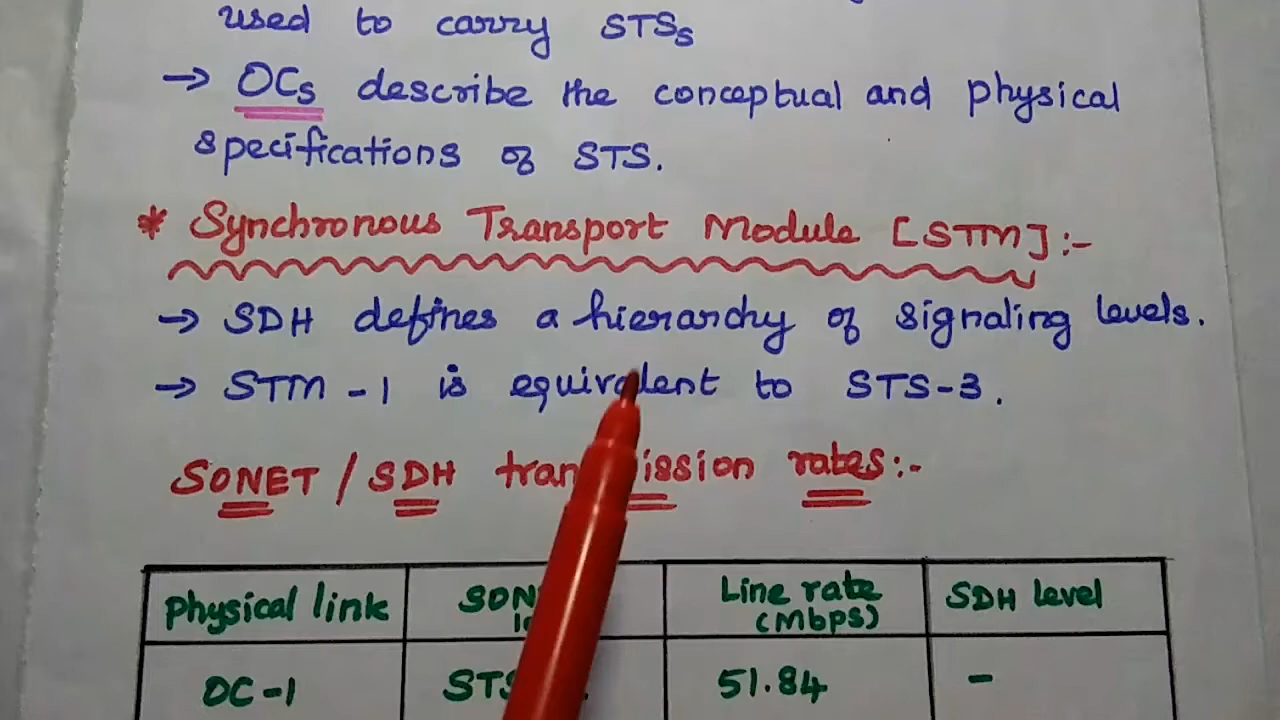 used to carry STSs
→ OCs describe the conceptual and physical
specifications of STS.
* Synchronous Transport Module [STM]:-
→ SDH defines a hierarchy of signaling levels.
→ STM-1 is equivalent to STS-3.
SONET / SDH transmission rates:-
Physical link Line rate (Mbps) SDH level
OC-1 51.84 -